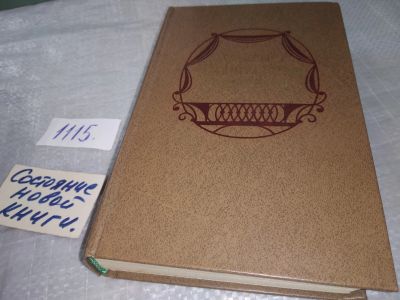 1115.
Состояние
новой
книги.